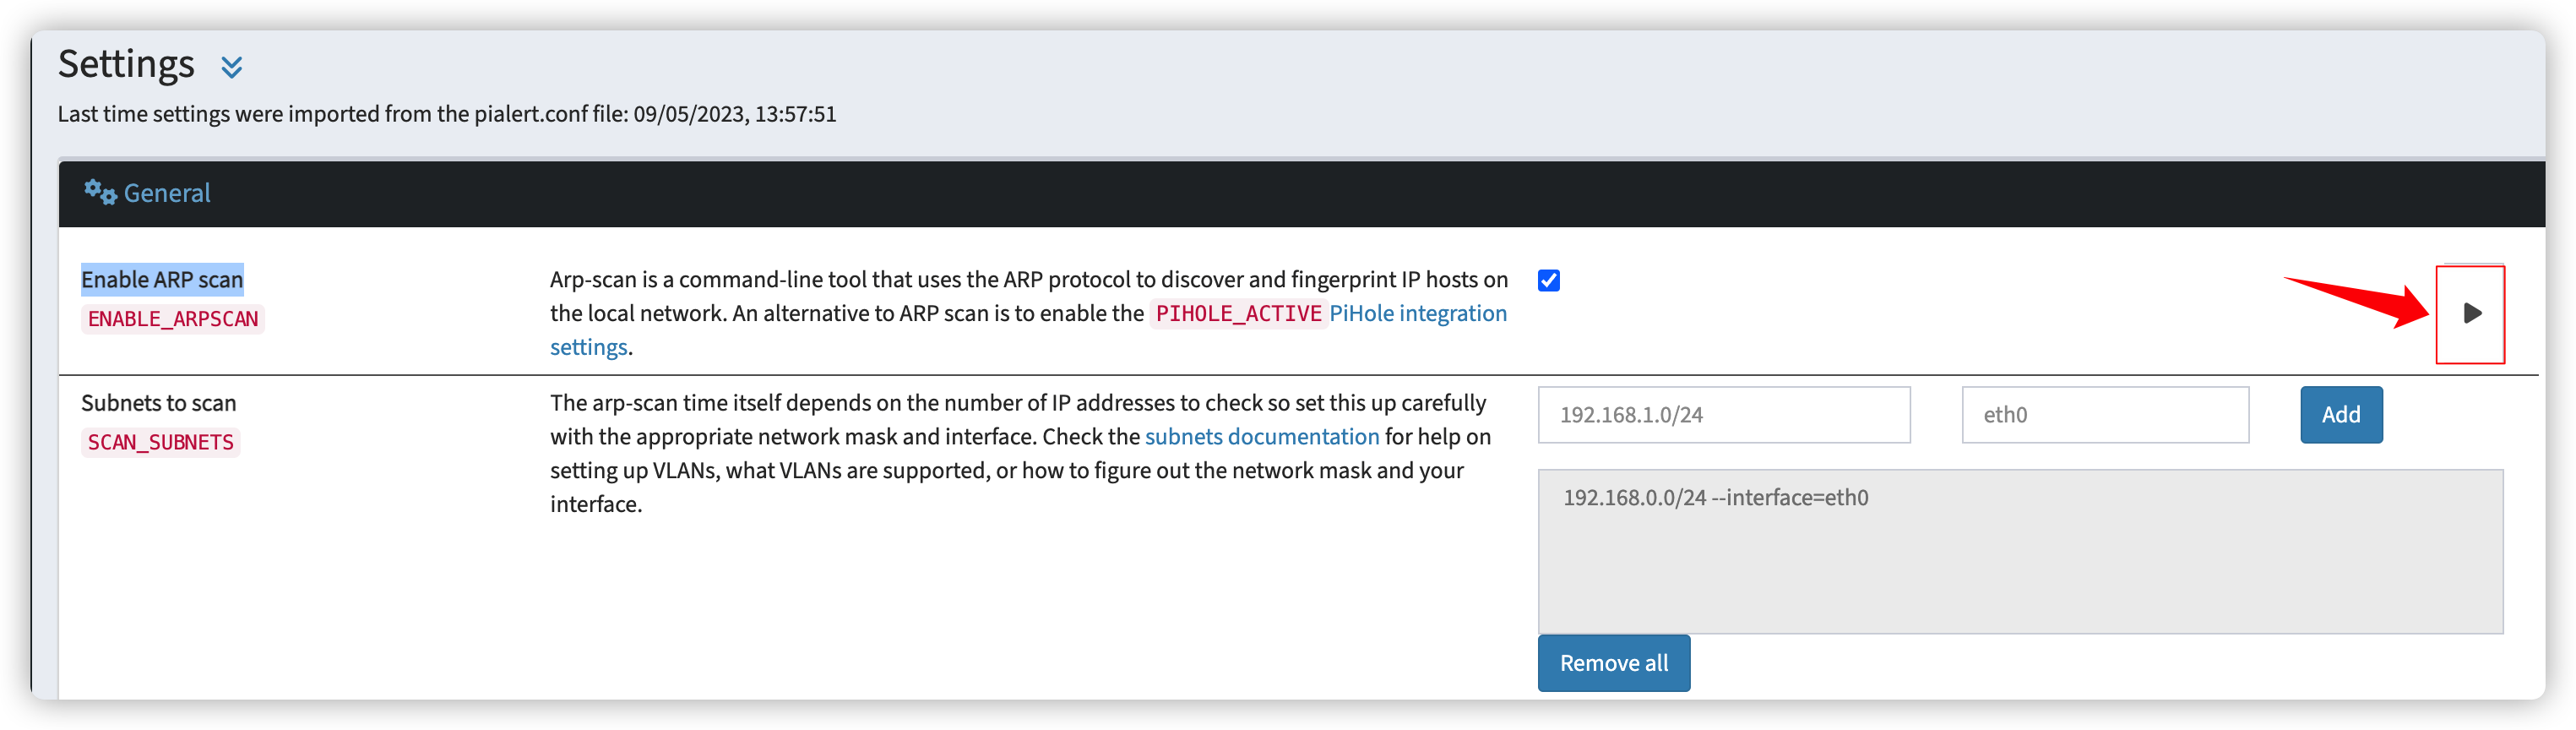 Settings
Last time settings were imported from the pialert.conf file: 09/05/2023, 13:57:51
General
Enable ARP scan
ENABLE_ARPSCAN
Arp-scan is a command-line tool that uses the ARP protocol to discover and fingerprint IP hosts on
the local network. An alternative to ARP scan is to enable the PIHOLE_ACTIVE PiHole integration
settings.
Subnets to scan
SCAN_SUBNETS
The arp-scan time itself depends on the number of IP addresses to check so set this up carefully
with the appropriate network mask and interface. Check the subnets documentation for help on
setting up VLANs, what VLANs are supported, or how to figure out the network mask and your
interface.
192.168.1.0/24
eth0
Add
192.168.0.0/24 --interface=eth0
Remove all